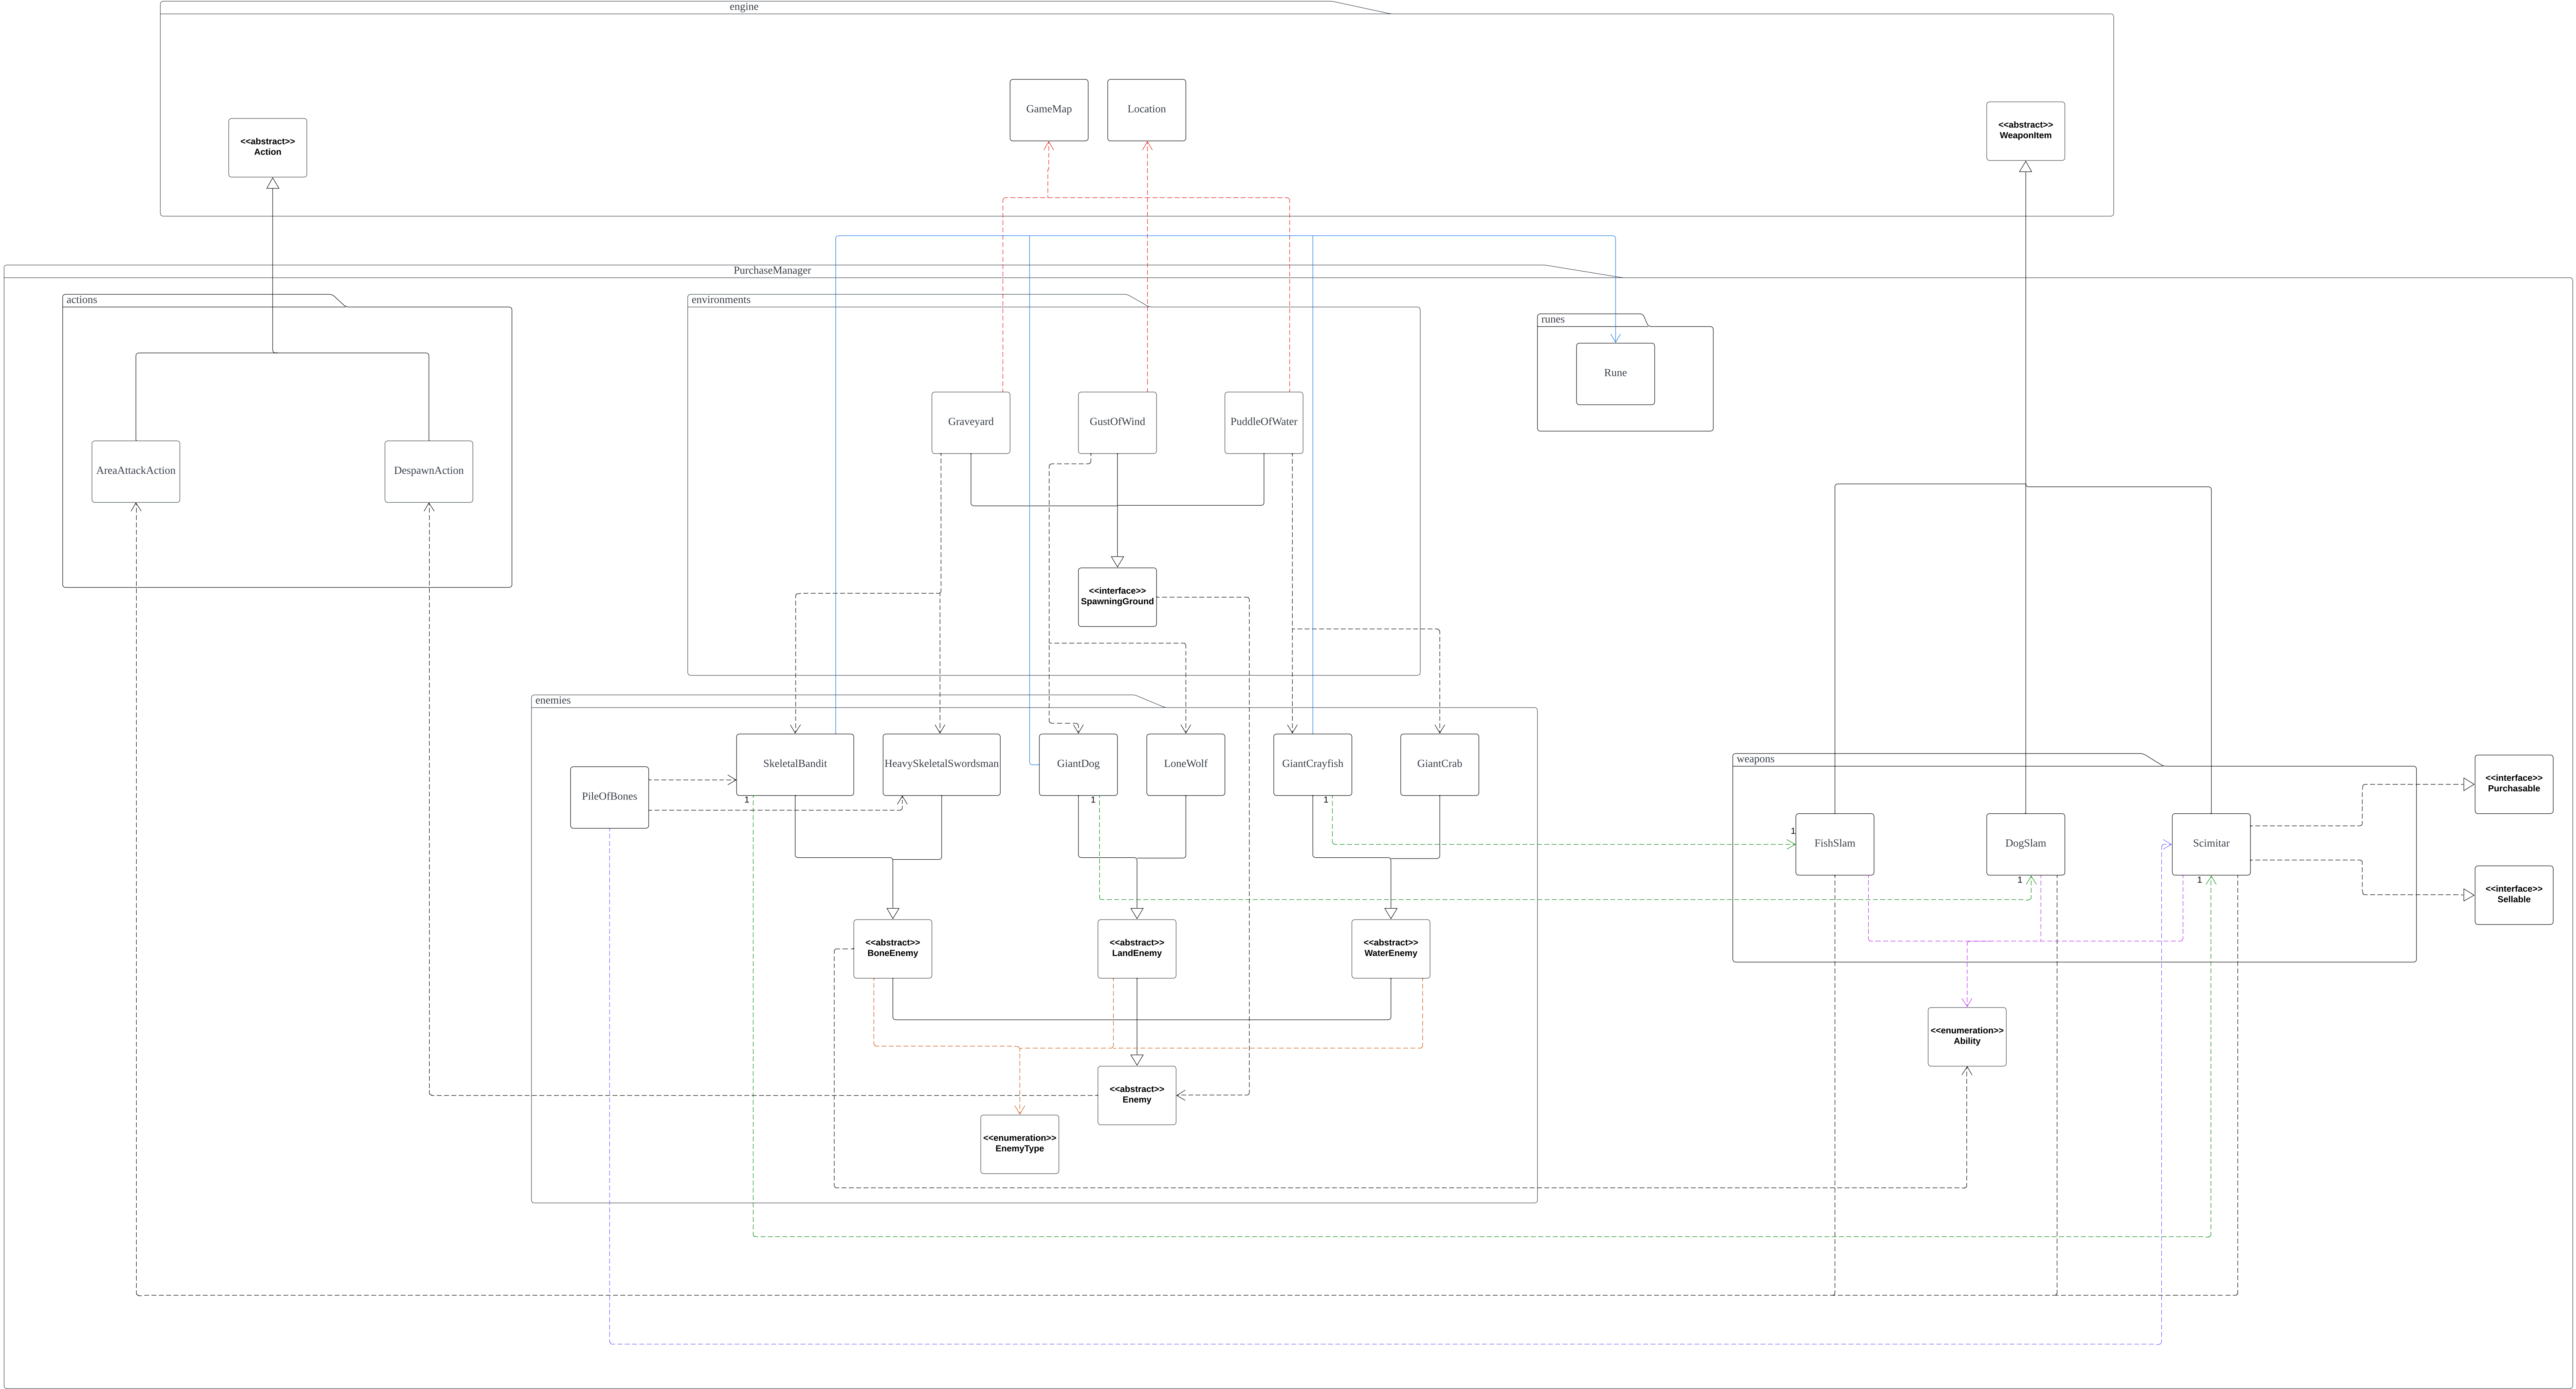 engine
GameMap
Location
<<abstract>>
WeaponItem
<<abstract>>
Action
PurchaseManager
actions
environments
runes
Rune
Graveyard
GustOfWind
PuddleOfWater
AreaAttackAction
DespawnAction
<<interface>>
SpawningGround
enemies
SkeletalBandit
HeavySkeletalSwordsman
GiantDog
LoneWolf
GiantCrayfish
GiantCrab
PileOfBones
1
1
1
weapons
<<interface>>
Purchasable
1
FishSlam
DogSlam
Scimitar
1
1
<<interface>>
Sellable
<<abstract>>
BoneEnemy
<<abstract>>
LandEnemy
<<abstract>>
WaterEnemy
<<enumeration>>
Ability
<<abstract>>
Enemy
<<enumeration>>
EnemyType